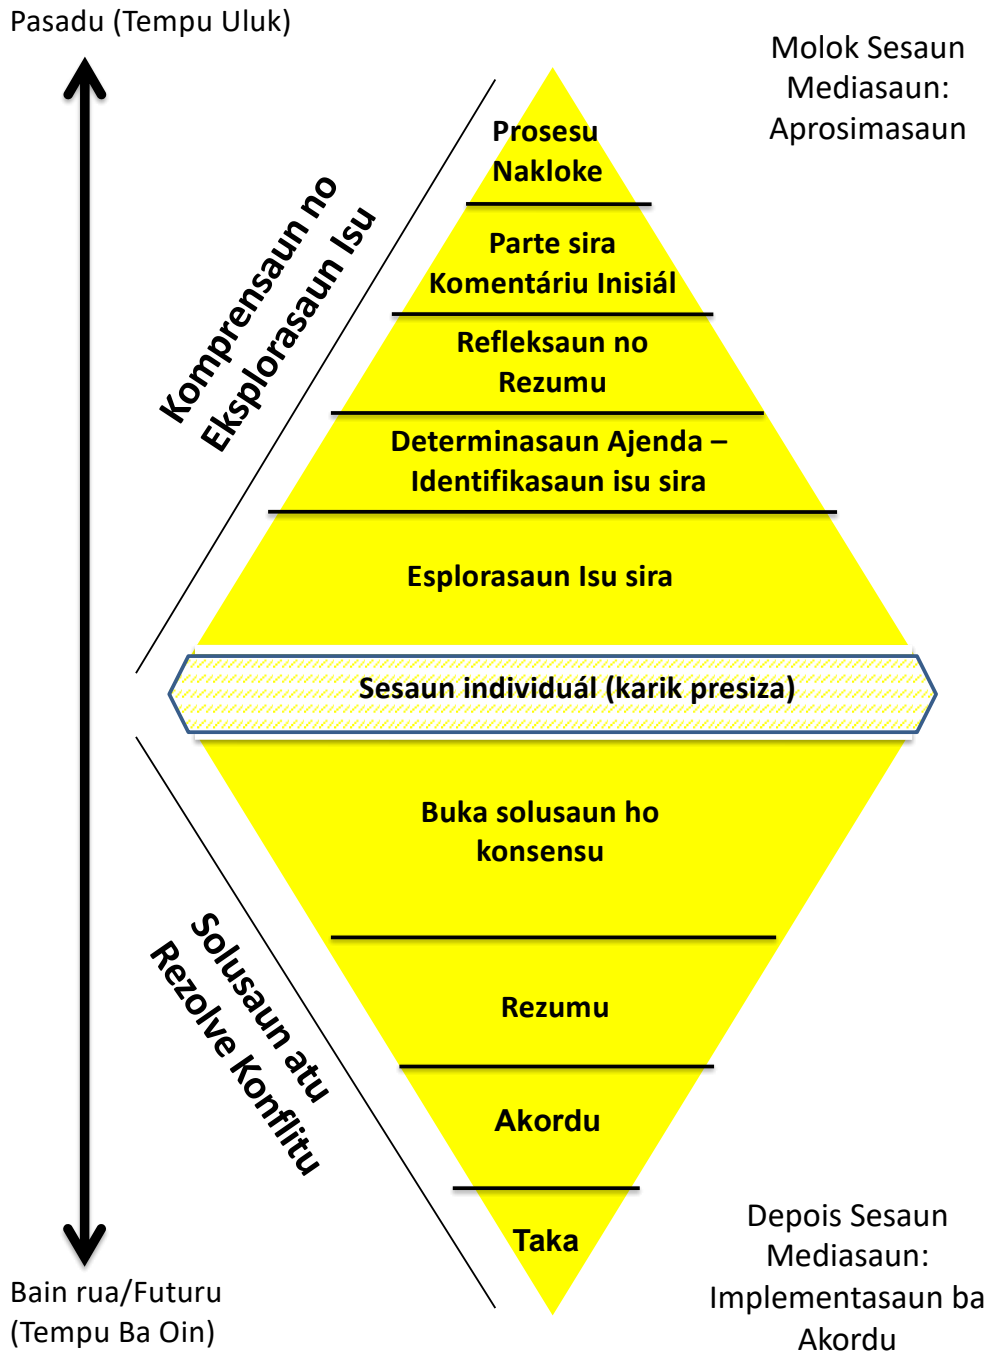 Pasadu (Tempu Uluk)
Molok Sesaun
Mediasaun:
Aprosimasaun
Komprensaun no
Eksplorasaun Isu
Prosesu
Nakloke
Parte sira
Komentáriu Inisiál
Refleksaun no
Rezumu
Determinasaun Ajenda –
Identifikasaun isu sira
Esplorasaun Isu sira
Sesaun individuál (karik presiza)
Buka solusaun ho
konsensu
Solusaun atu
Rezolve Konflitu
Rezumu
Akordu
Taka
Bain rua/Futuru
(Tempu Ba Oin)
Depois Sesaun
Mediasaun:
Implementasaun ba
Akordu